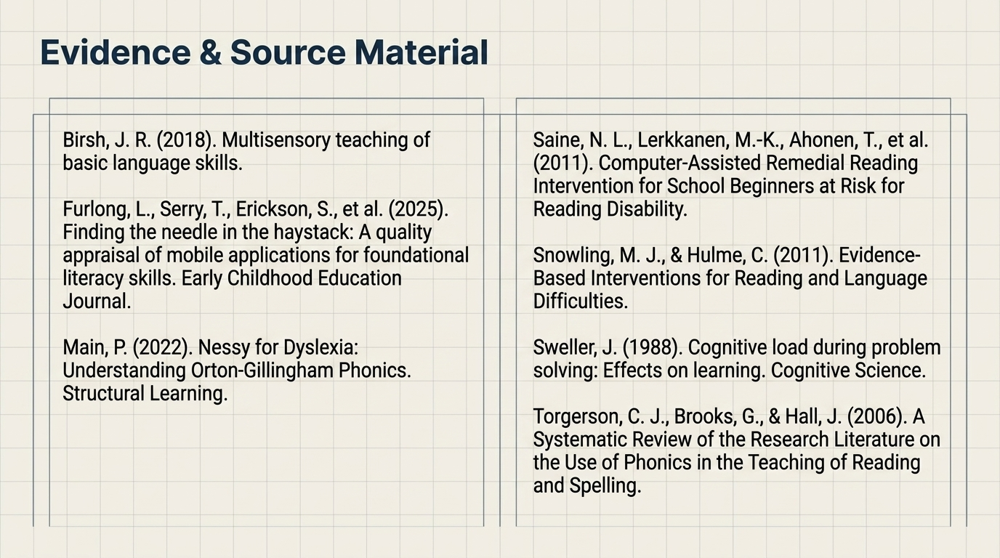 Evidence & Source Material
Birsh, J. R. (2018). Multisensory teaching of
basic language skills.
Furlong, L., Serry, T., Erickson, S., et al. (2025).
Finding the needle in the haystack: A quality
appraisal of mobile applications for foundational
literacy skills. Early Childhood Education
Journal.
Main, P. (2022). Nessy for Dyslexia:
Understanding Orton-Gillingham Phonics.
Structural Learning.
Saine, N. L., Lerkkanen, M.-K., Ahonen, T., et al.
(2011). Computer-Assisted Remedial Reading
Intervention for School Beginners at Risk for
Reading Disability.
Snowling, M. J., & Hulme, C. (2011). Evidence-
Based Interventions for Reading and Language
Difficulties.
Sweller, J. (1988). Cognitive load during problem
solving: Effects on learning. Cognitive Science.
Torgerson, C. J., Brooks, G., & Hall, J. (2006). A
Systematic Review of the Research Literature on
the Use of Phonics in the Teaching of Reading
and Spelling.